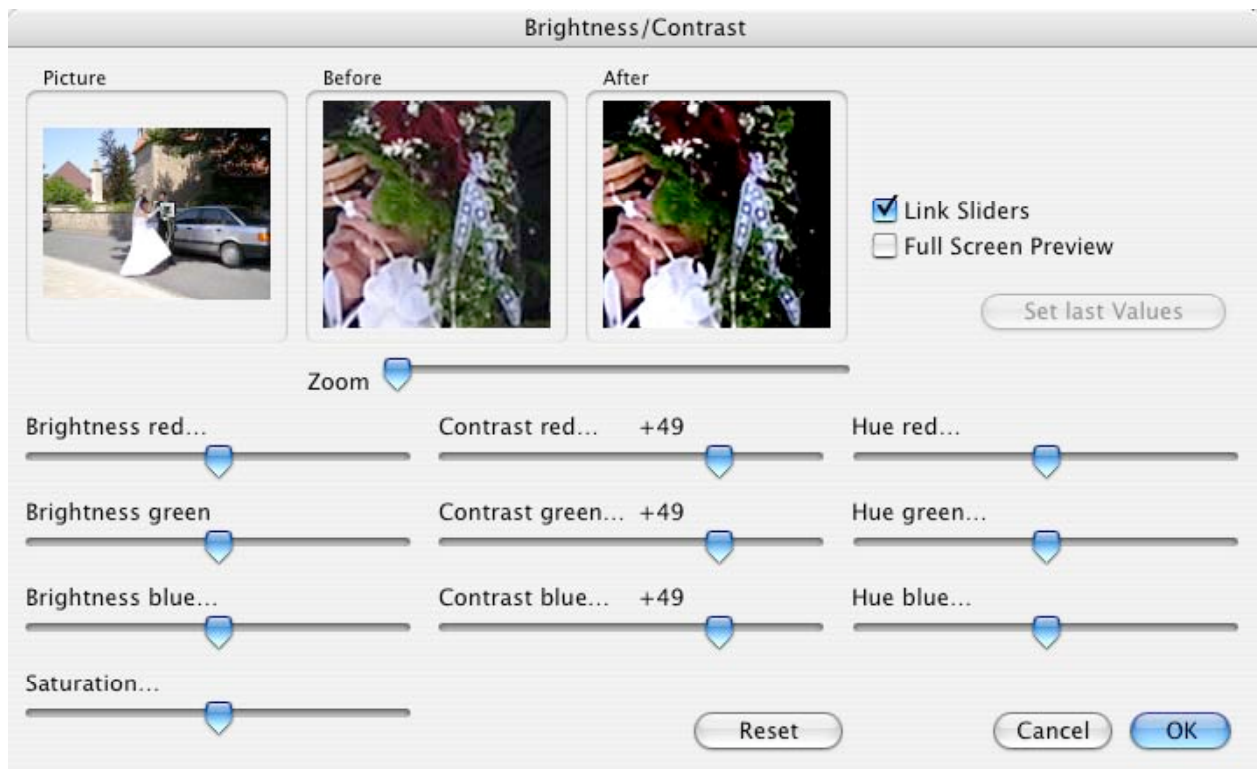 Brightness/Contrast
Picture
Before
After
Link Sliders
Full Screen Preview
Set last Values
Zoom
Brightness red...
Contrast red... +49
Hue red...
Brightness green
Contrast green... +49
Hue green...
Brightness blue...
Contrast blue... +49
Hue blue...
Saturation...
Reset
Cancel
OK